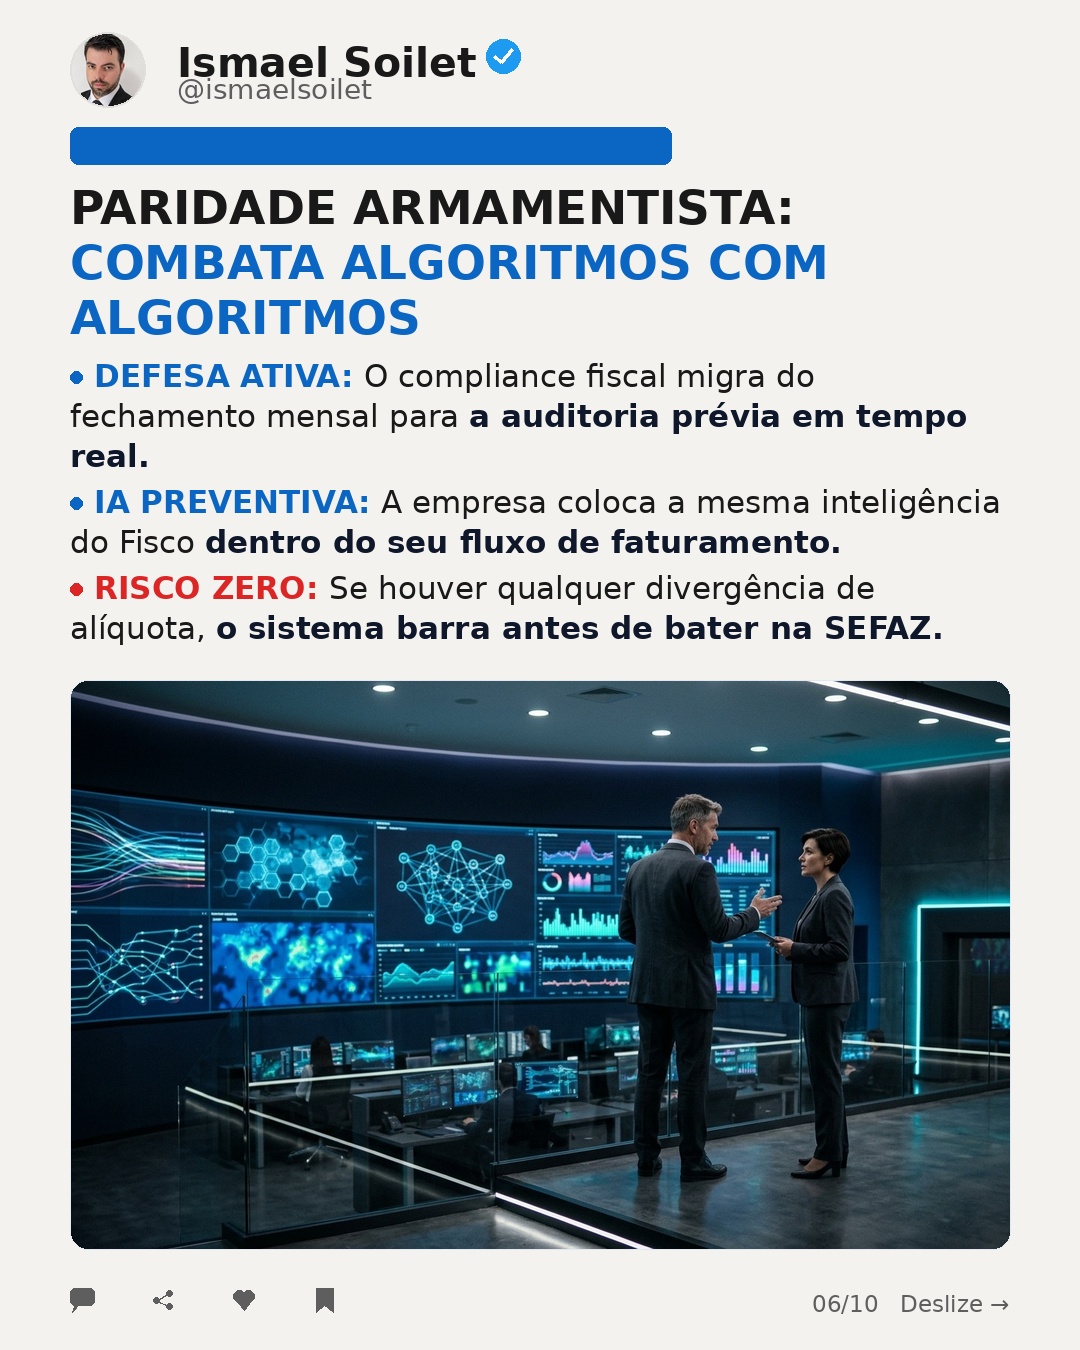 Ismael Soilet
@ismaelsoilet
PARIDADE ARMAMENTISTA:
COMBATA ALGORITMOS COM
ALGORITMOS
• DEFESA ATIVA: O compliance fiscal migra do
fechamento mensal para a auditoria prévia em tempo
real.
• IA PREVENTIVA: A empresa coloca a mesma inteligência
do Fisco dentro do seu fluxo de faturamento.
• RISCO ZERO: Se houver qualquer divergência de
alíquota, o sistema barra antes de bater na SEFAZ.
06/10 Deslize →